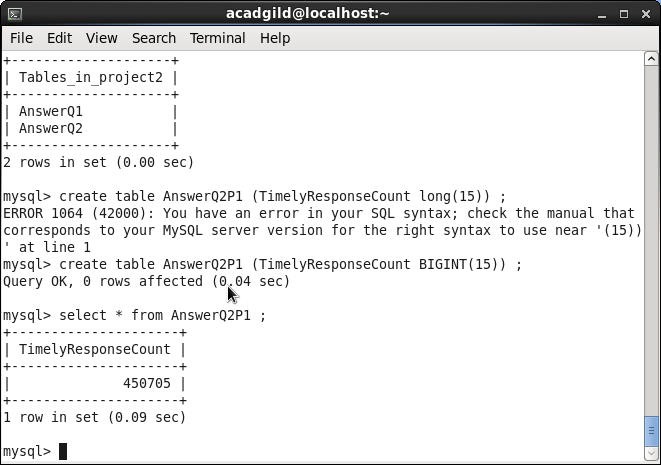 acadgild@localhost:~
File Edit View Search Terminal Help
+--------------------+
| Tables_in_project2 |
+--------------------+
| AnswerQ1           |
| AnswerQ2           |
+--------------------+
2 rows in set (0.00 sec)
mysql> create table AnswerQ2P1 (TimelyResponseCount long(15)) ;
ERROR 1064 (42000): You have an error in your SQL syntax; check the manual that
corresponds to your MySQL server version for the right syntax to use near '(15))
' at line 1
mysql> create table AnswerQ2P1 (TimelyResponseCount BIGINT(15)) ;
Query OK, 0 rows affected (0.04 sec)
mysql> select * from AnswerQ2P1 ;
+---------------------+
| TimelyResponseCount |
+---------------------+
|              450705 |
+---------------------+
1 row in set (0.09 sec)
mysql>